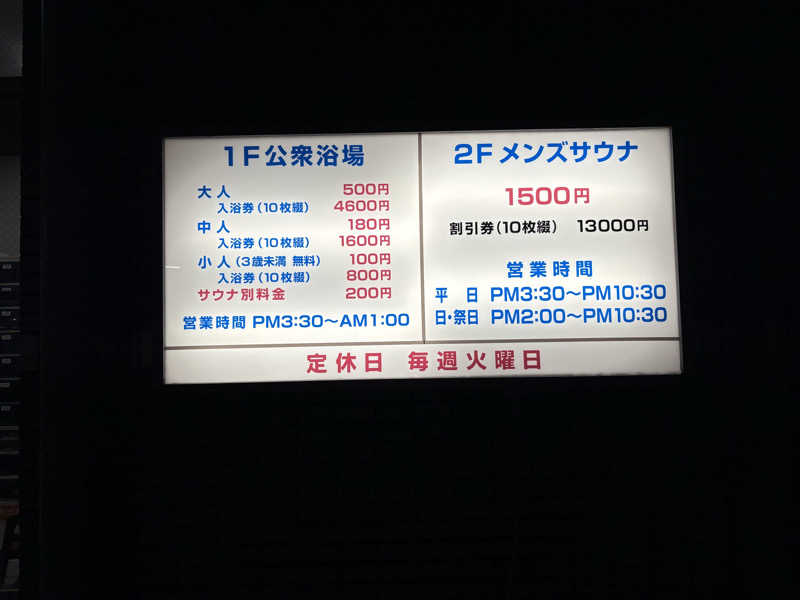 1F公衆浴場
大人 500円
入浴券(10枚綴) 4600円
中人 180円
入浴券(10枚綴) 1600円
小人(3歳未満 無料) 100円
入浴券(10枚綴) 800円
サウナ別料金 200円
営業時間 PM3:30〜AM1:00
2Fメンズサウナ
1500円
割引券(10枚綴) 13000円
営業時間
平日 PM3:30〜PM10:30
日・祭日 PM2:00〜PM10:30
定休日 毎週火曜日